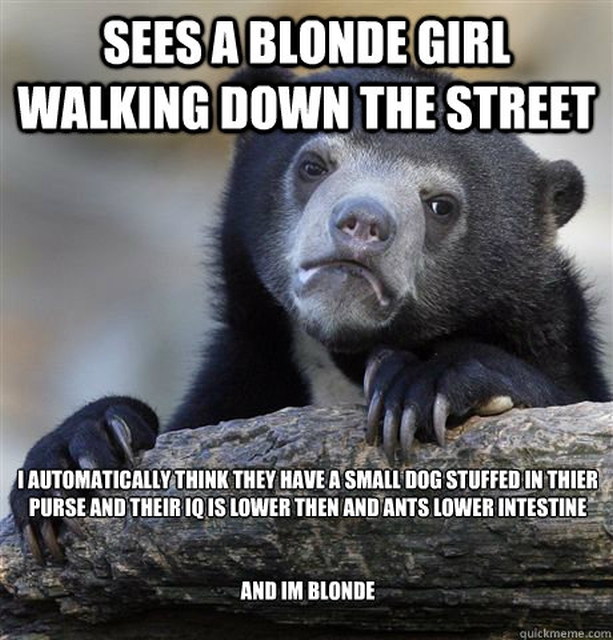 SEES A BLONDE GIRL
WALKING DOWN THE STREET
I AUTOMATICALLY THINK THEY HAVE A SMALL DOG STUFFED IN THIER
PURSE AND THEIR IQ IS LOWER THEN AND ANTS LOWER INTESTINE
AND IM BLONDE
quickmeme.com